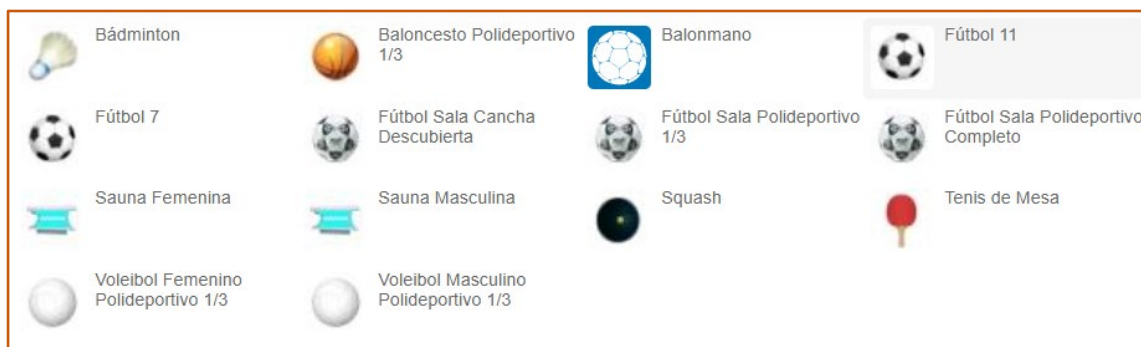 Bádminton
Baloncesto Polideportivo
1/3
Balonmano
Fútbol 11
Fútbol 7
Fútbol Sala Cancha
Descubierta
Fútbol Sala Polideportivo
1/3
Fútbol Sala Polideportivo
Completo
Sauna Femenina
Sauna Masculina
Squash
Tenis de Mesa
Voleibol Femenino
Polideportivo 1/3
Voleibol Masculino
Polideportivo 1/3